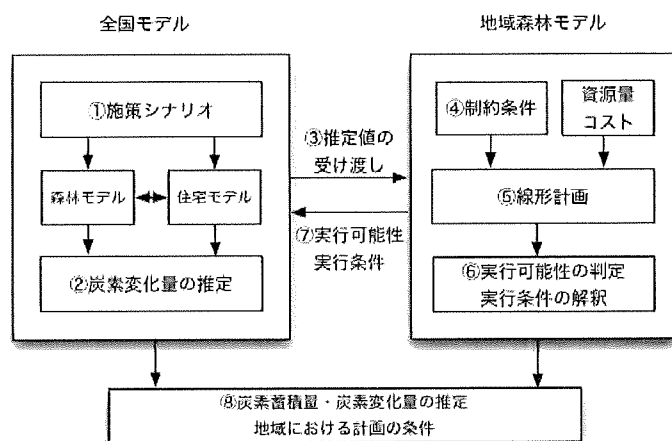 全国モデル
地域森林モデル
①施策シナリオ
森林モデル
住宅モデル
②炭素変化量の推定
③推定値の
受け渡し
⑦実行可能性
実行条件
④制約条件
資源量
コスト
⑤線形計画
⑥実行可能性の判定
実行条件の解釈
⑧炭素蓄積量・炭素変化量の推定
地域における計画の条件